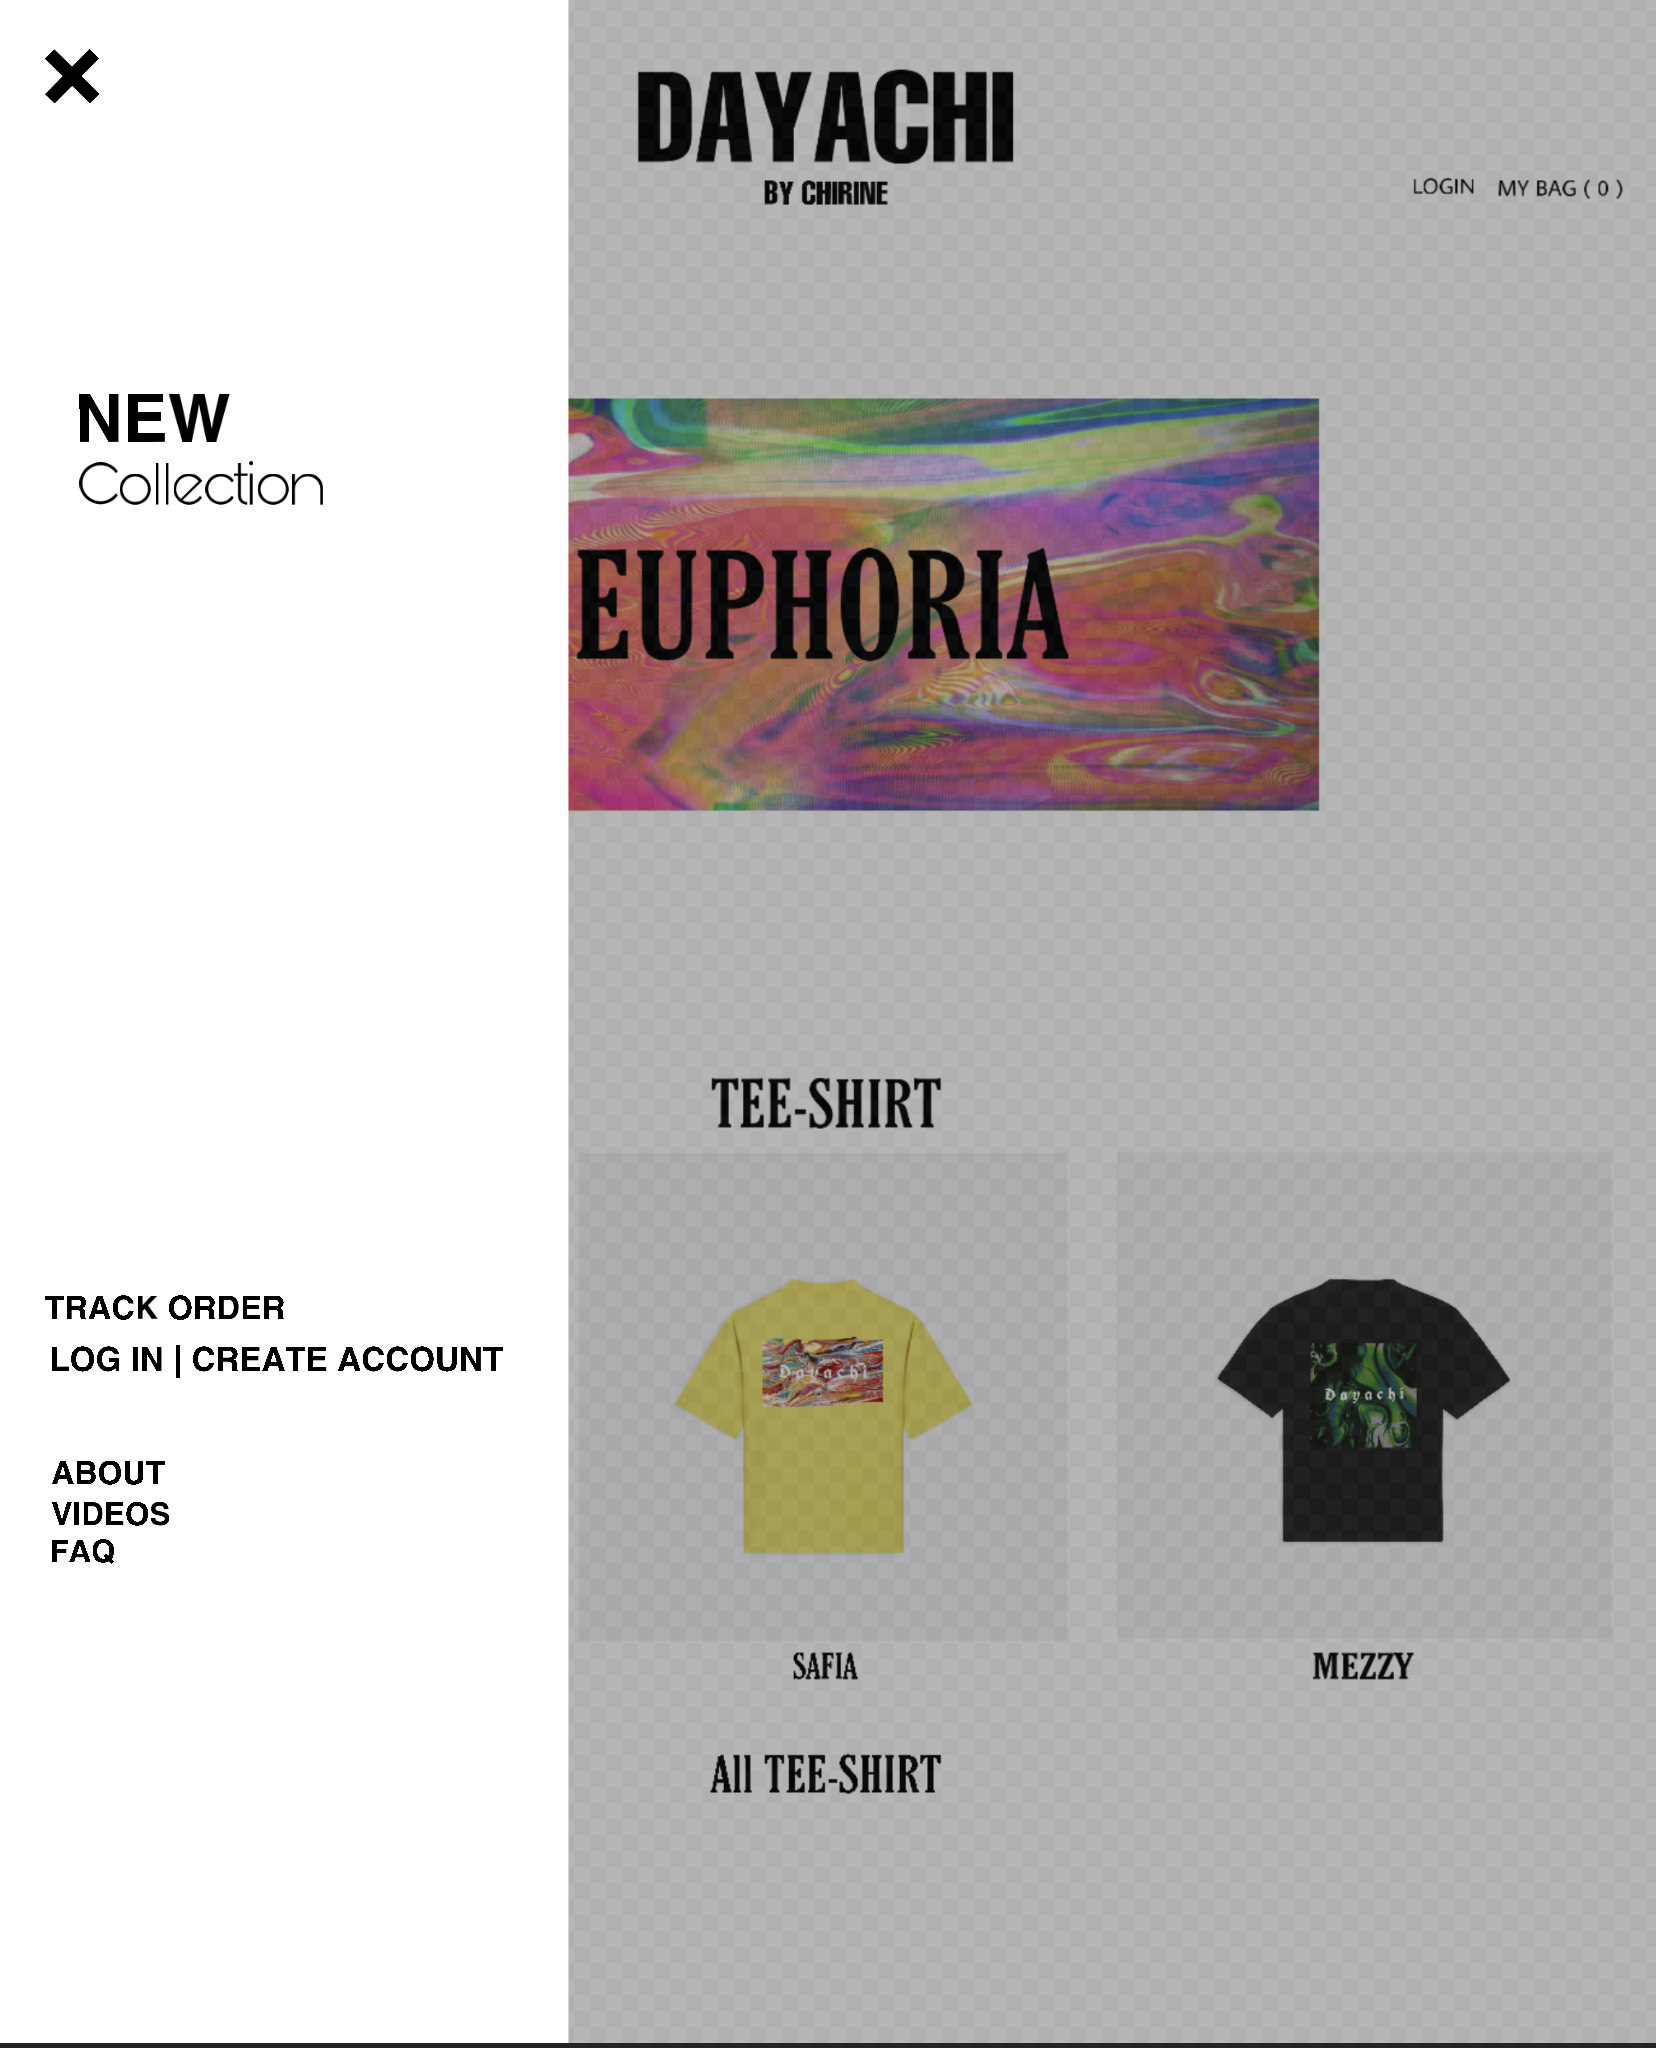 DAYACHI
BY CHIRINE
LOGIN MY BAG ( 0 )
NEW
Collection
EUPHORIA
TEE-SHIRT
TRACK ORDER
LOG IN | CREATE ACCOUNT
Dayachi
Dayachi
ABOUT
VIDEOS
FAQ
SAFIA
MEZZY
All TEE-SHIRT